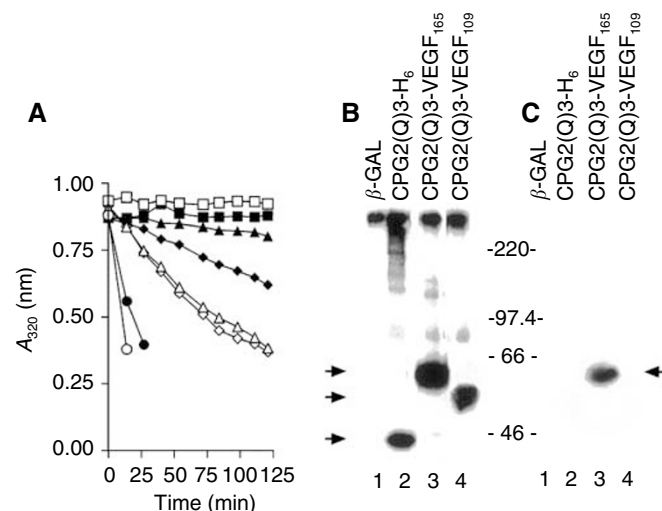 A
1.00
0.75
0.50
0.25
0.00
A320 (nm)
0 25 50 75 100 125
Time (min)
B
β-GAL
CPG2(Q)3-H6
CPG2(Q)3-VEGF165
CPG2(Q)3-VEGF109
-220-
-97.4-
- 66 -
- 46 -
1 2 3 4
C
β-GAL
CPG2(Q)3-H6
CPG2(Q)3-VEGF165
CPG2(Q)3-VEGF109
1 2 3 4